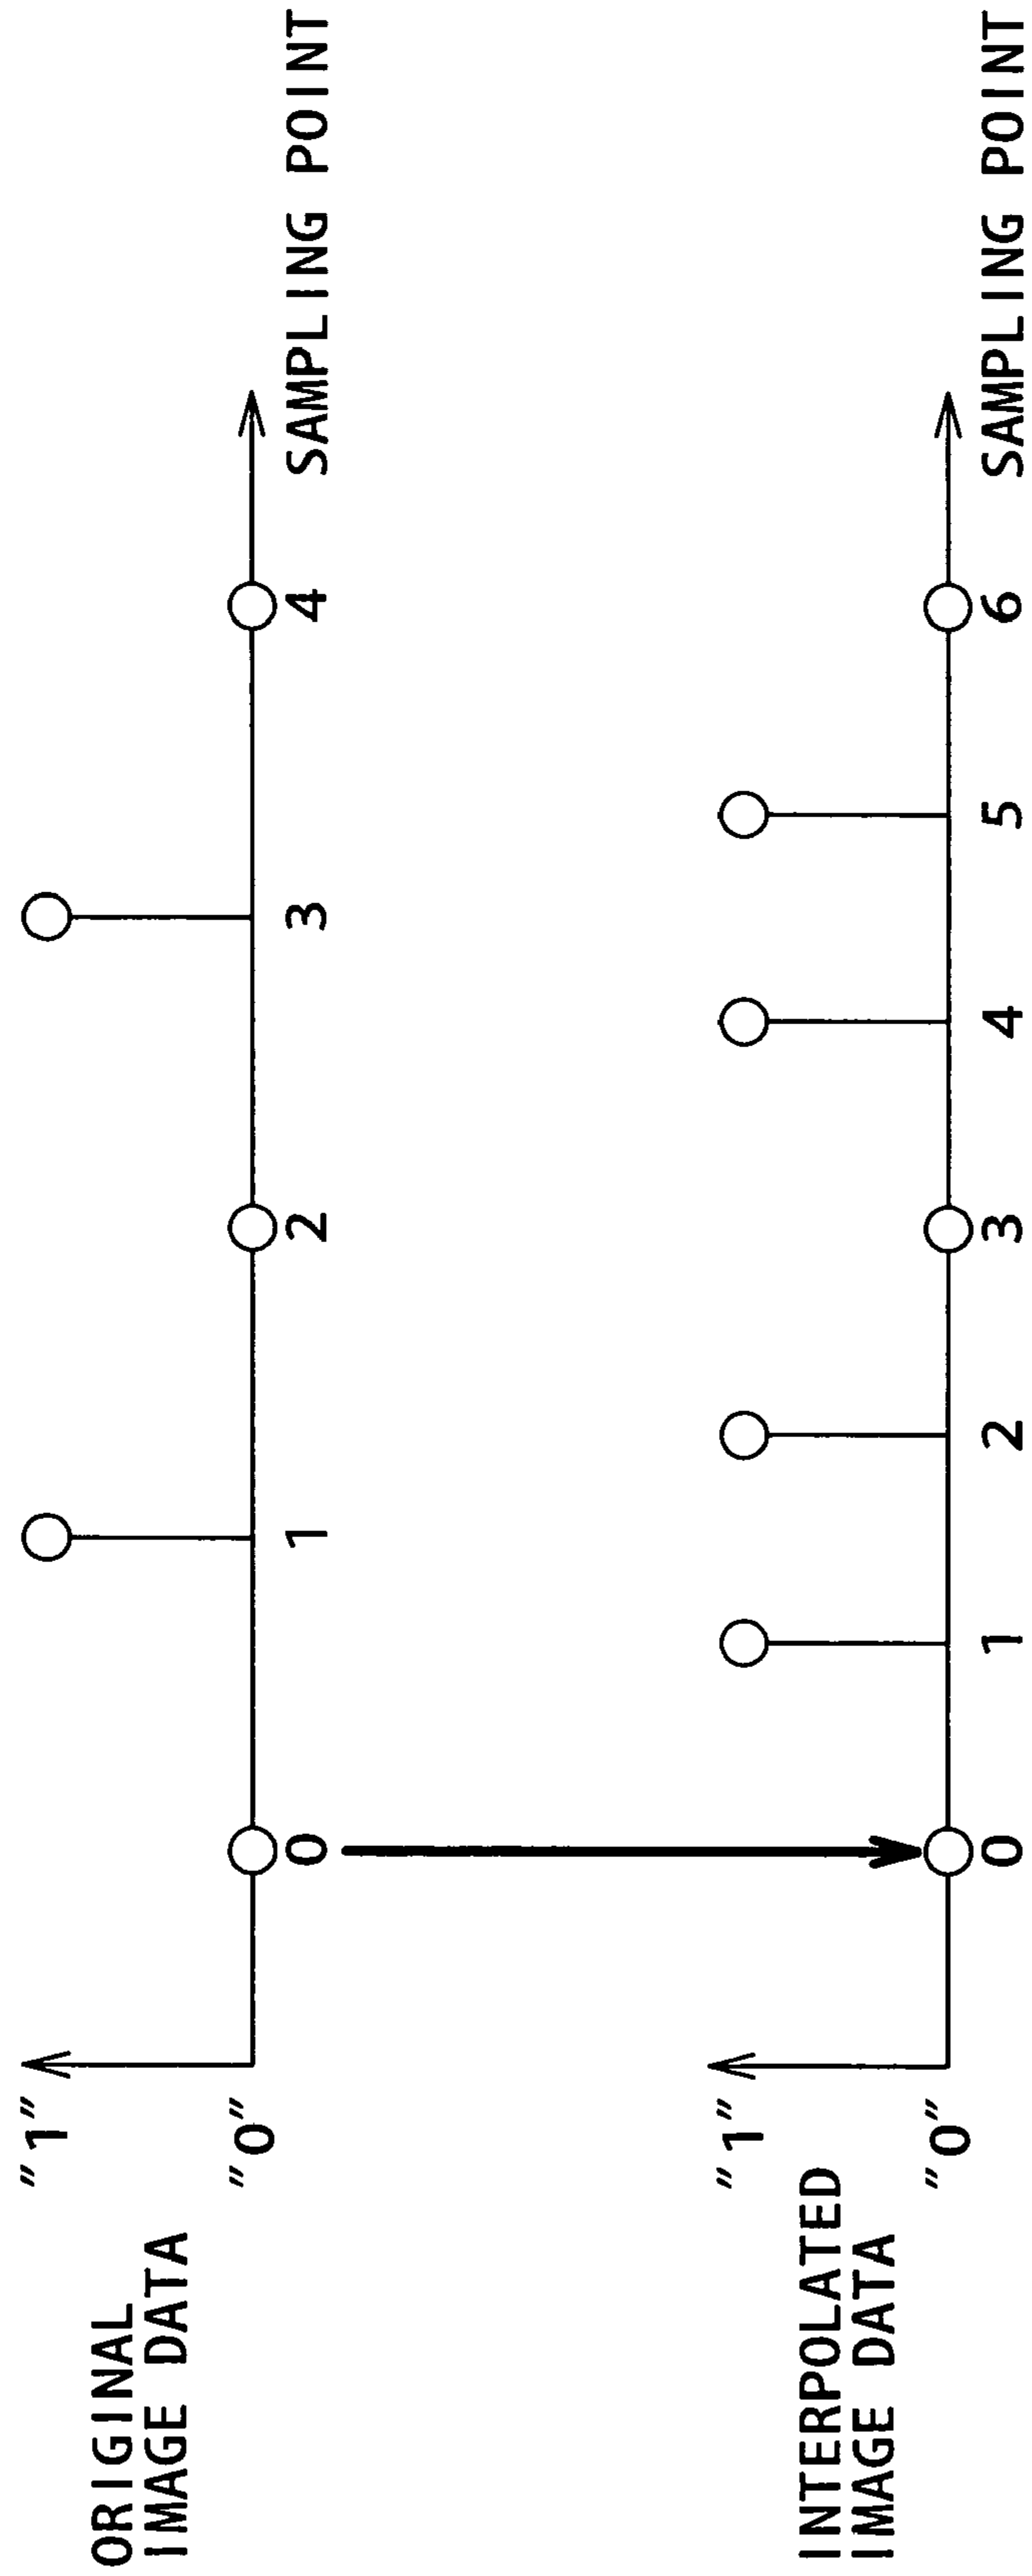 ORIGINAL
IMAGE DATA
"1"
"0"
0 1 2 3 4
SAMPLING POINT
INTERPOLATED
IMAGE DATA
"1"
"0"
0 1 2 3 4 5 6
SAMPLING POINT